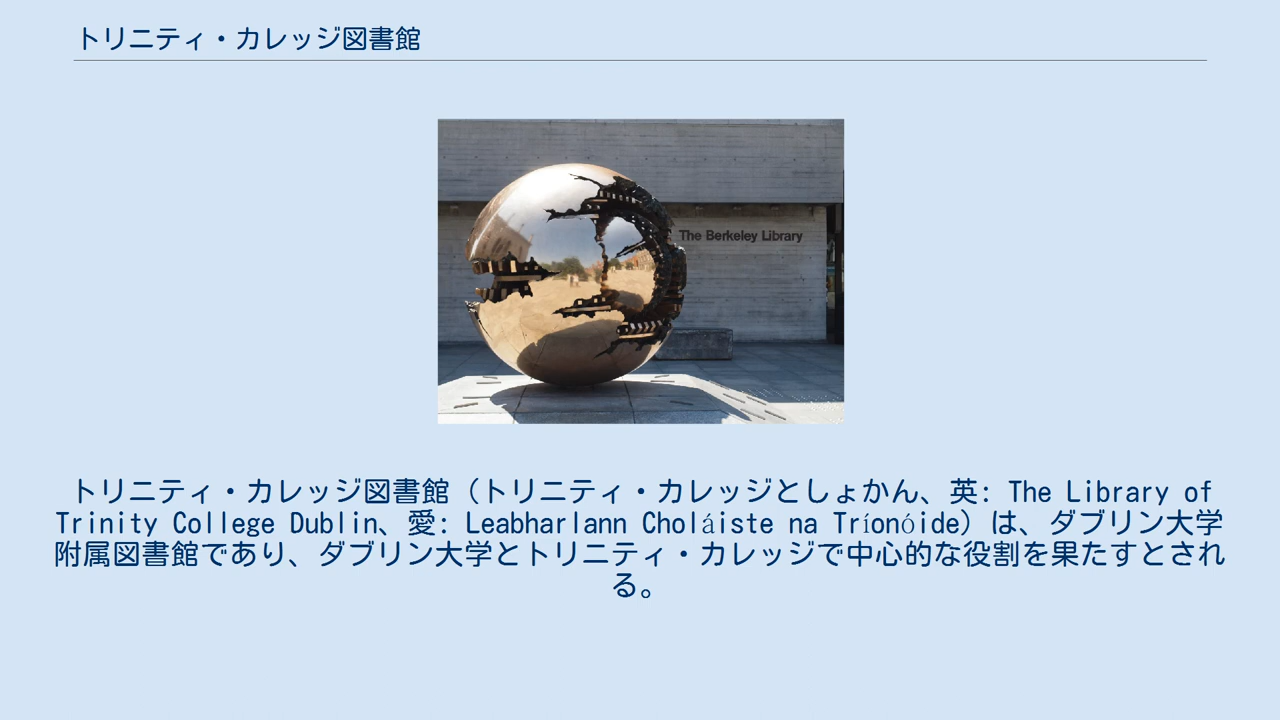 トリニティ・カレッジ図書館
The Berkeley Library
トリニティ・カレッジ図書館（トリニティ・カレッジとしょかん、英: The Library of
Trinity College Dublin、愛: Leabharlann Choláiste na Tríonóide）は、ダブリン大学
附属図書館であり、ダブリン大学とトリニティ・カレッジで中心的な役割を果たすとされ
る。